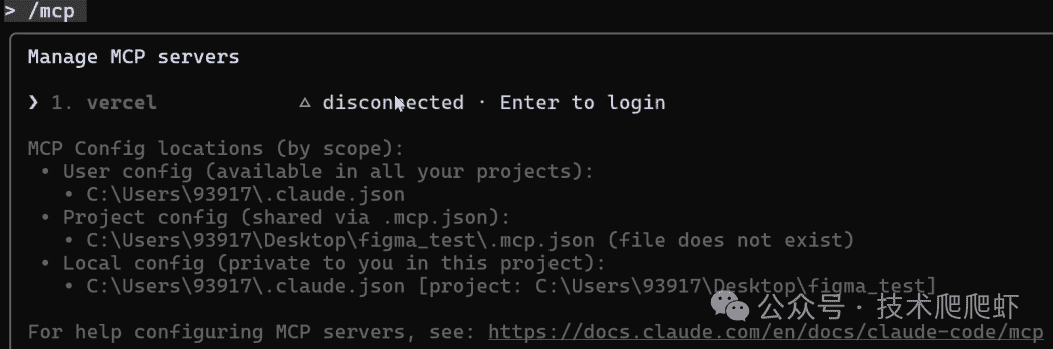 > /mcp
Manage MCP servers
❯ 1. vercel △ disconnected · Enter to login
MCP Config locations (by scope):
• User config (available in all your projects):
• C:\Users\93917\.claude.json
• Project config (shared via .mcp.json):
• C:\Users\93917\Desktop\figma_test\.mcp.json (file does not exist)
• Local config (private to you in this project):
• C:\Users\93917\.claude.json [project: C:\Users\93917\Desktop\figma_test]
公众号 · 技术爬爬虾
For help configuring MCP servers, see: https://docs.claude.com/en/docs/claude-code/mcp